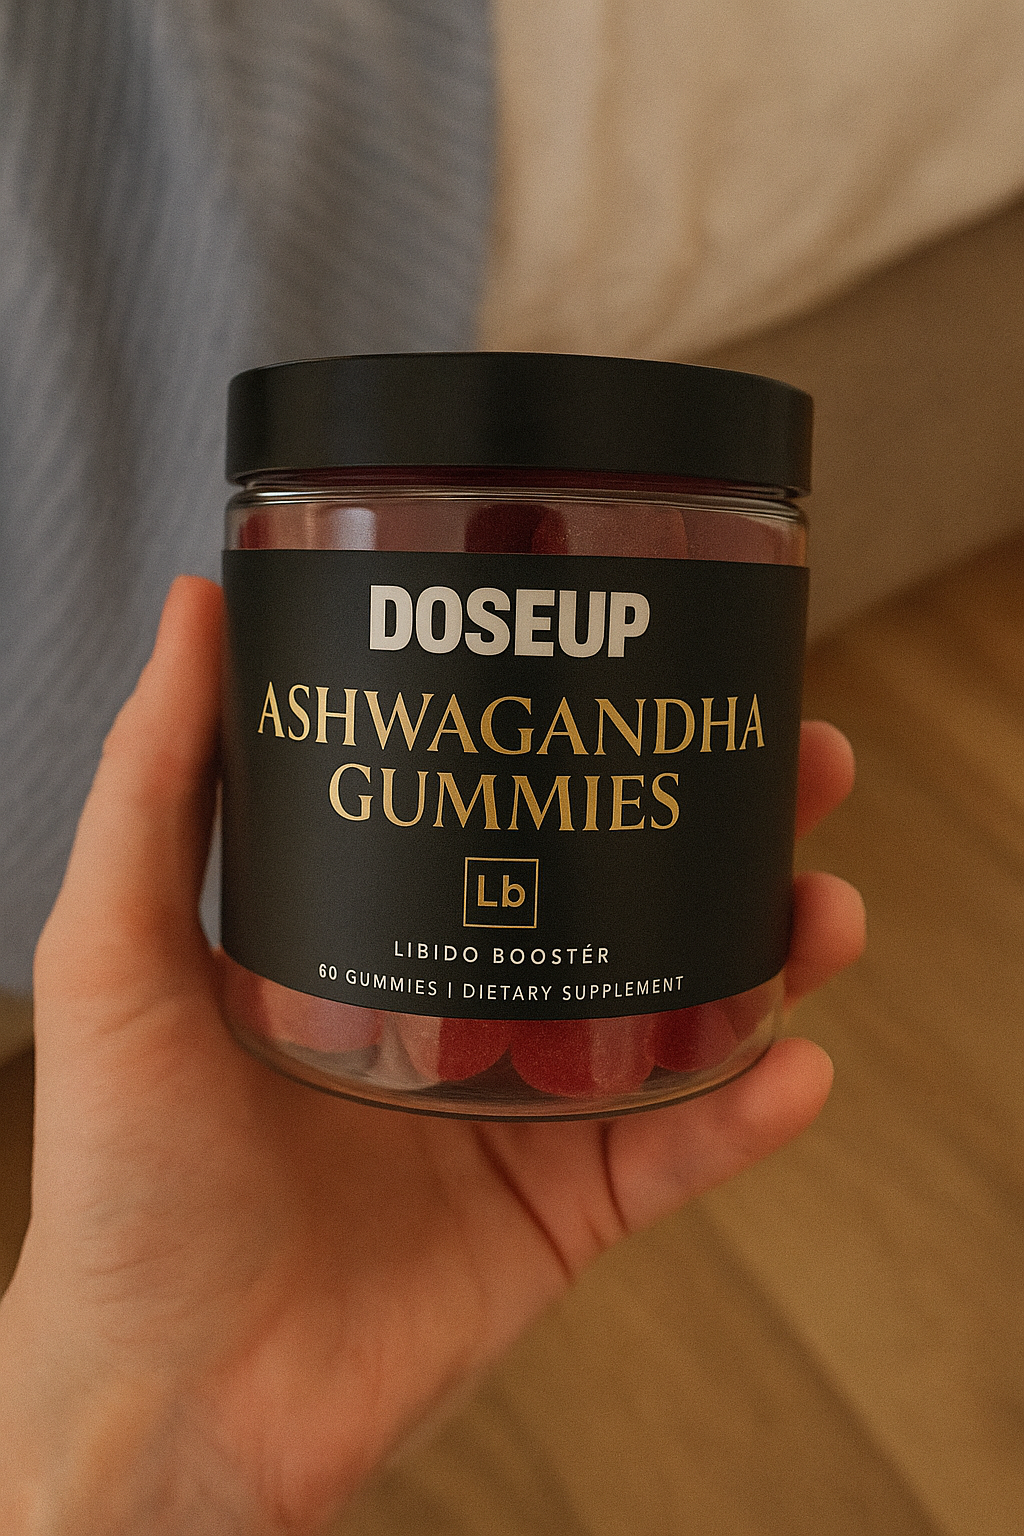 DOSEUP
ASHWAGANDHA
GUMMIES
Lb
LIBIDO BOOSTÉR
60 GUMMIES | DIETARY SUPPLEMENT